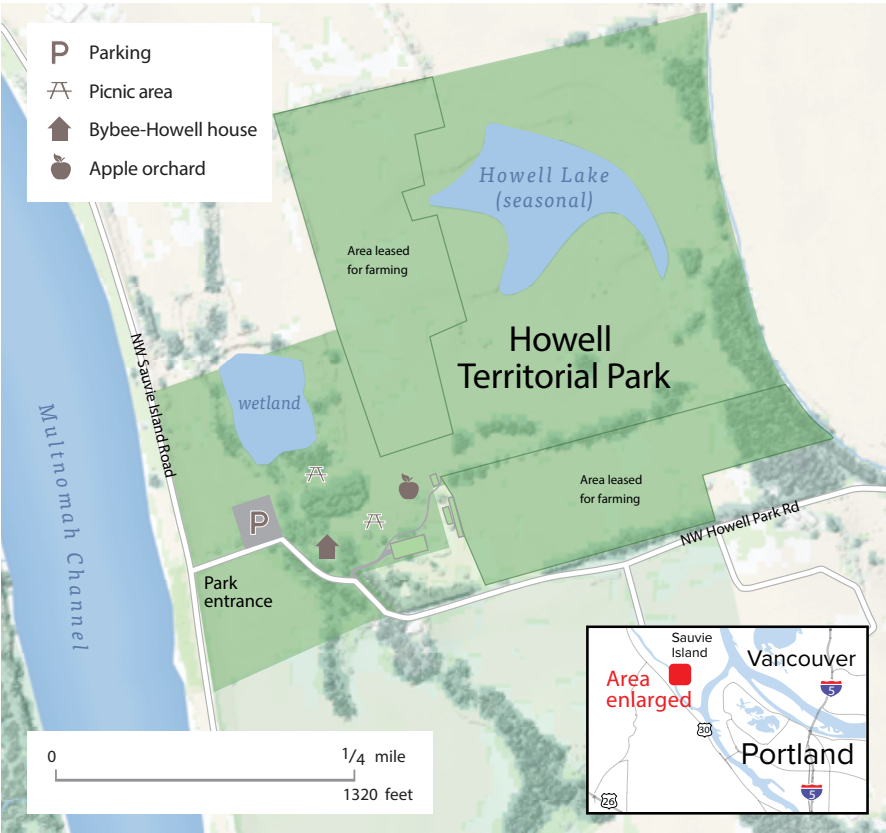 P Parking
Picnic area
Bybee-Howell house
Apple orchard
Howell Lake
(seasonal)
Area leased
for farming
Howell
Territorial Park
NW Sauvie Island Road
wetland
Multnomah Channel
Area leased
for farming
P
NW Howell Park Rd
Park
entrance
Sauvie
Island
Vancouver
Area
enlarged
5
30
Portland
26
5
0
1/4 mile
1320 feet